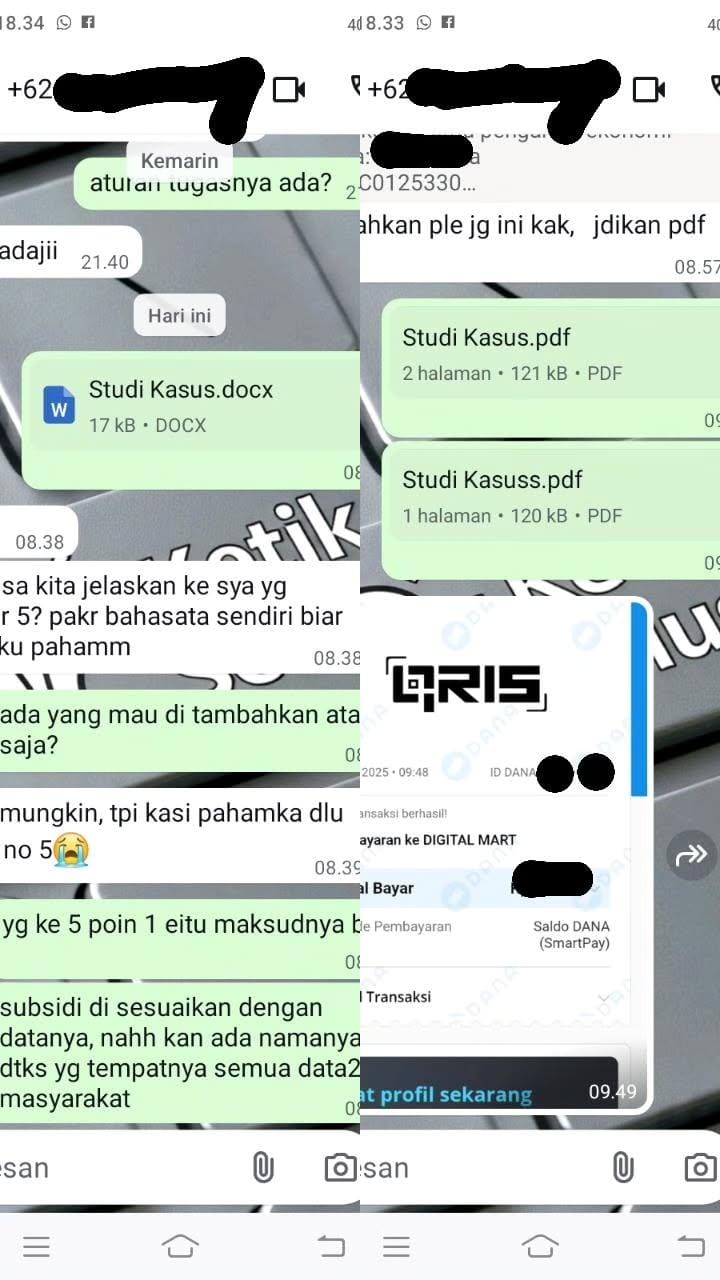 18.34
+62
Kemarin
aturan tugasnya ada?
adajii
21.40
Hari ini
Studi Kasus.docx
W
17 kB • DOCX
08
08.38
Ketik
sa kita jelaskan ke sya yg
r 5? pakr bahasata sendiri biar
ku pahamm
08.38
ada yang mau di tambahkan ata
saja?
08
mungkin, tpi kasi pahamka dlu
no 5😭
08.39
yg ke 5 poin 1 eitu maksudnya b
08
subsidi di sesuaikan dengan
datanya, nahh kan ada namanya
dtks yg tempatnya semua data2
masyarakat
08
esan
18.33
+62
C0125330...
ahkan ple jg ini kak, jdikan pdf
08.57
Studi Kasus.pdf
2 halaman • 121 kB • PDF
09
Studi Kasuss.pdf
1 halaman • 120 kB • PDF
09
QRIS
2025 • 09:48
ID DANA
ansaksi berhasil!
ayaran ke DIGITAL MART
al Bayar
e Pembayaran
Saldo DANA
(SmartPay)
l Transaksi
at profil sekarang
09.49
DANA
esan